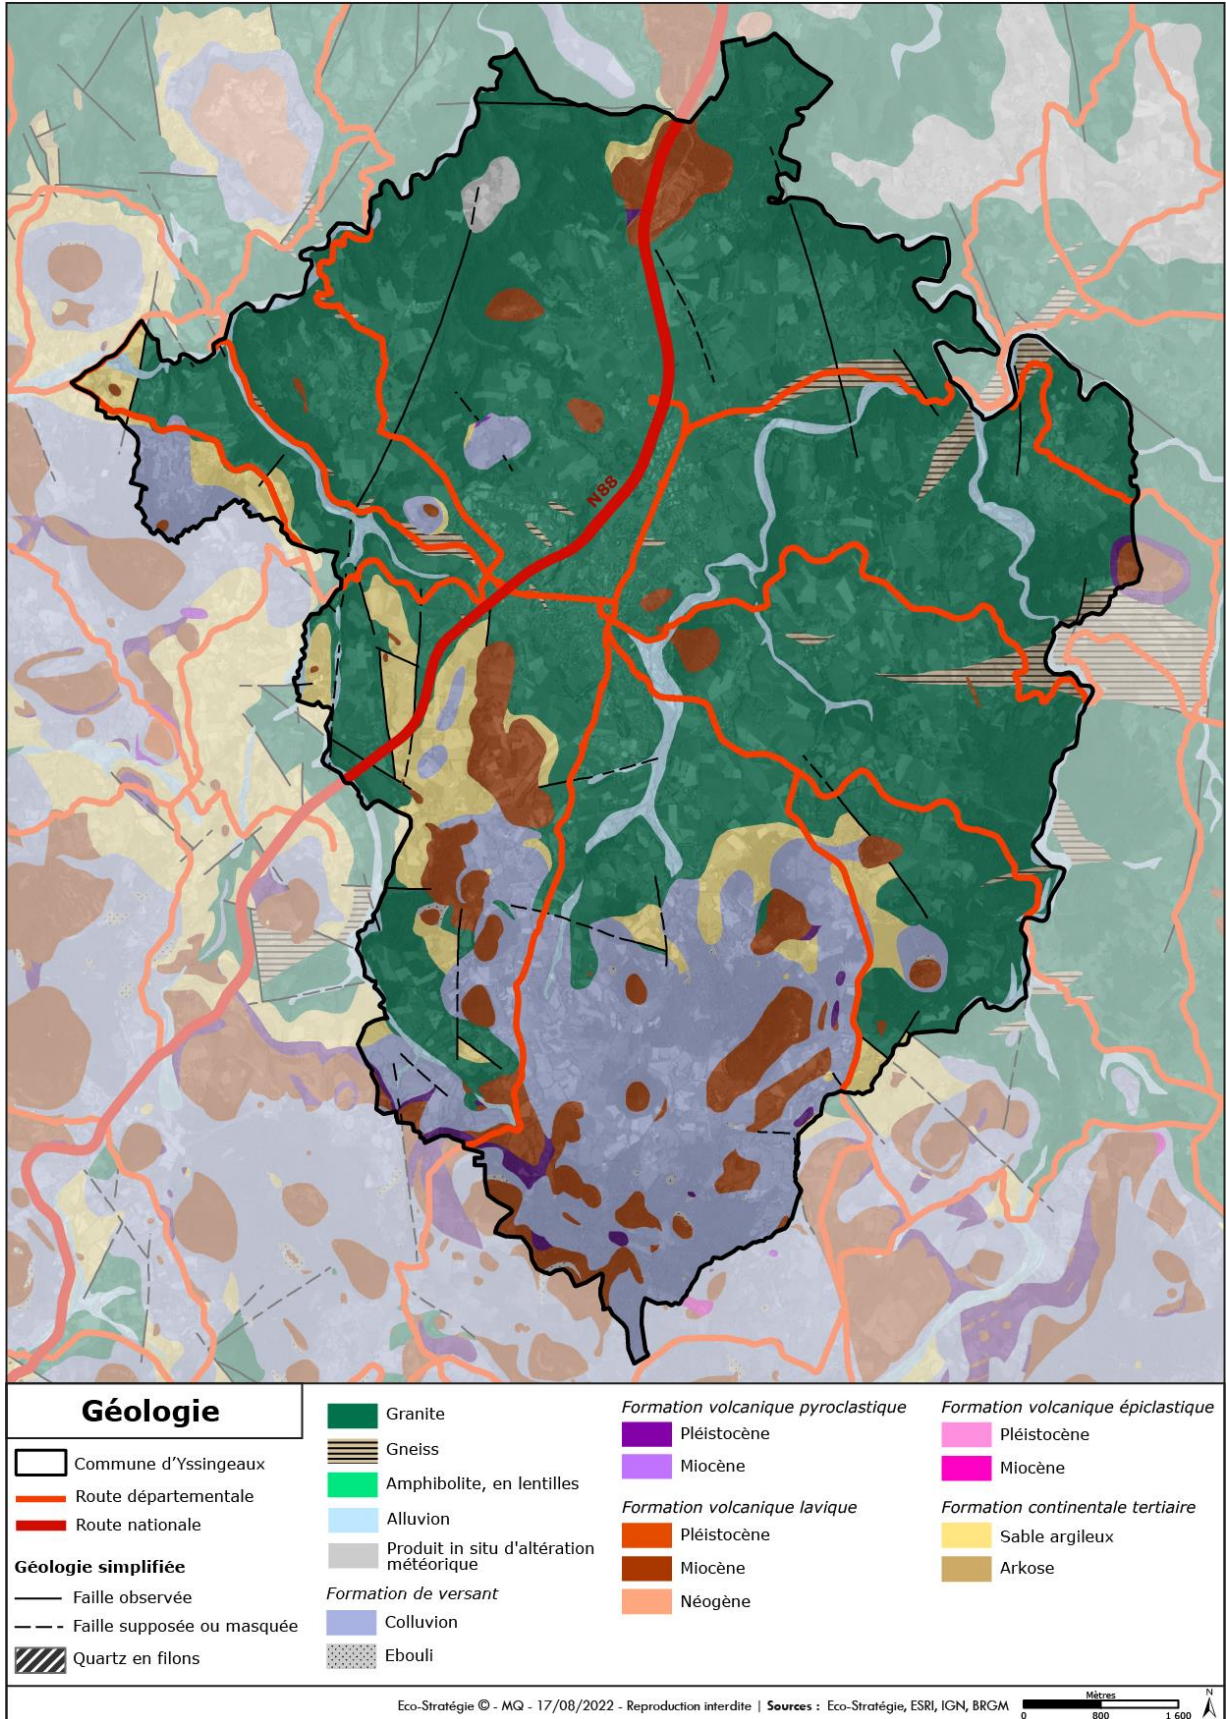 N88
Géologie
Commune d'Yssingeaux
Route départementale
Route nationale
Géologie simplifiée
Faille observée
Faille supposée ou masquée
Quartz en filons
Granite
Gneiss
Amphibolite, en lentilles
Alluvion
Produit in situ d'altération
météorique
Formation de versant
Colluvion
Ebouli
Formation volcanique pyroclastique
Pléistocène
Miocène
Formation volcanique lavique
Pléistocène
Miocène
Néogène
Formation volcanique épiclastique
Pléistocène
Miocène
Formation continentale tertiaire
Sable argileux
Arkose
Eco-Stratégie © - MQ - 17/08/2022 - Reproduction interdite | Sources : Eco-Stratégie, ESRI, IGN, BRGM
Mètres
0 800 1 600
N